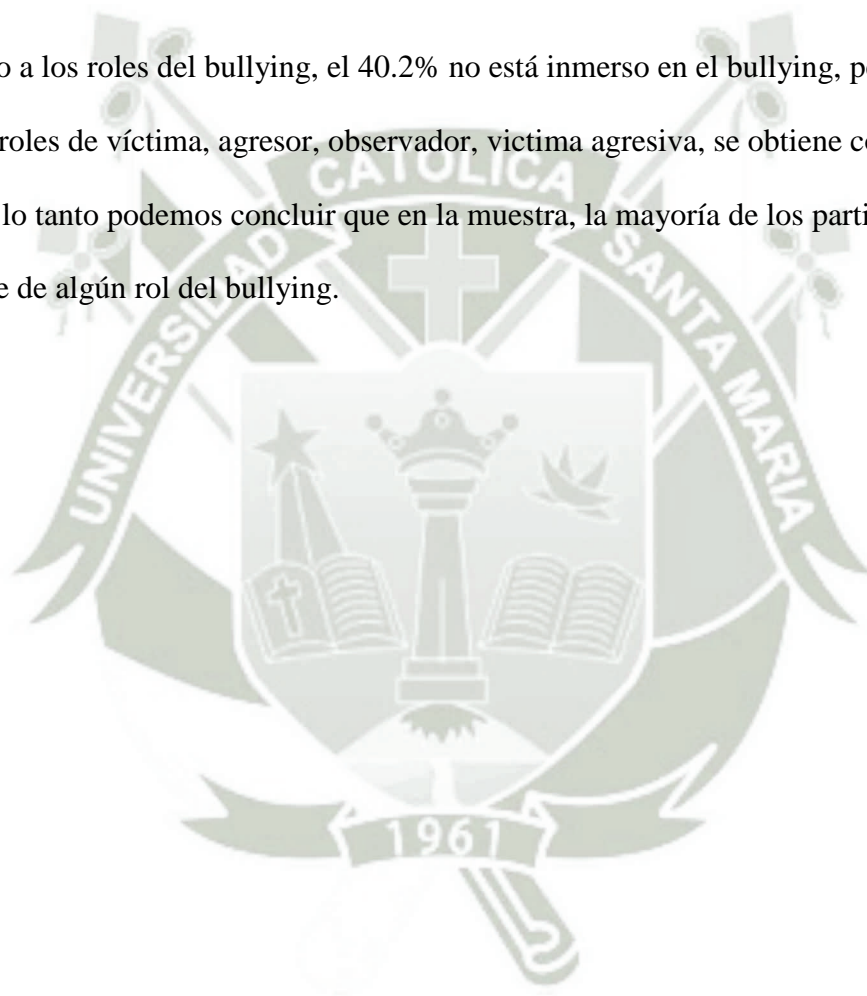 o a los roles del bullying, el 40.2% no está inmerso en el bullying, p
roles de víctima, agresor, observador, victima agresiva, se obtiene c
lo tanto podemos concluir que en la muestra, la mayoría de los parti
e de algún rol del bullying.
UNIVERSIDAD CATOLICA SANTA MARIA
1961